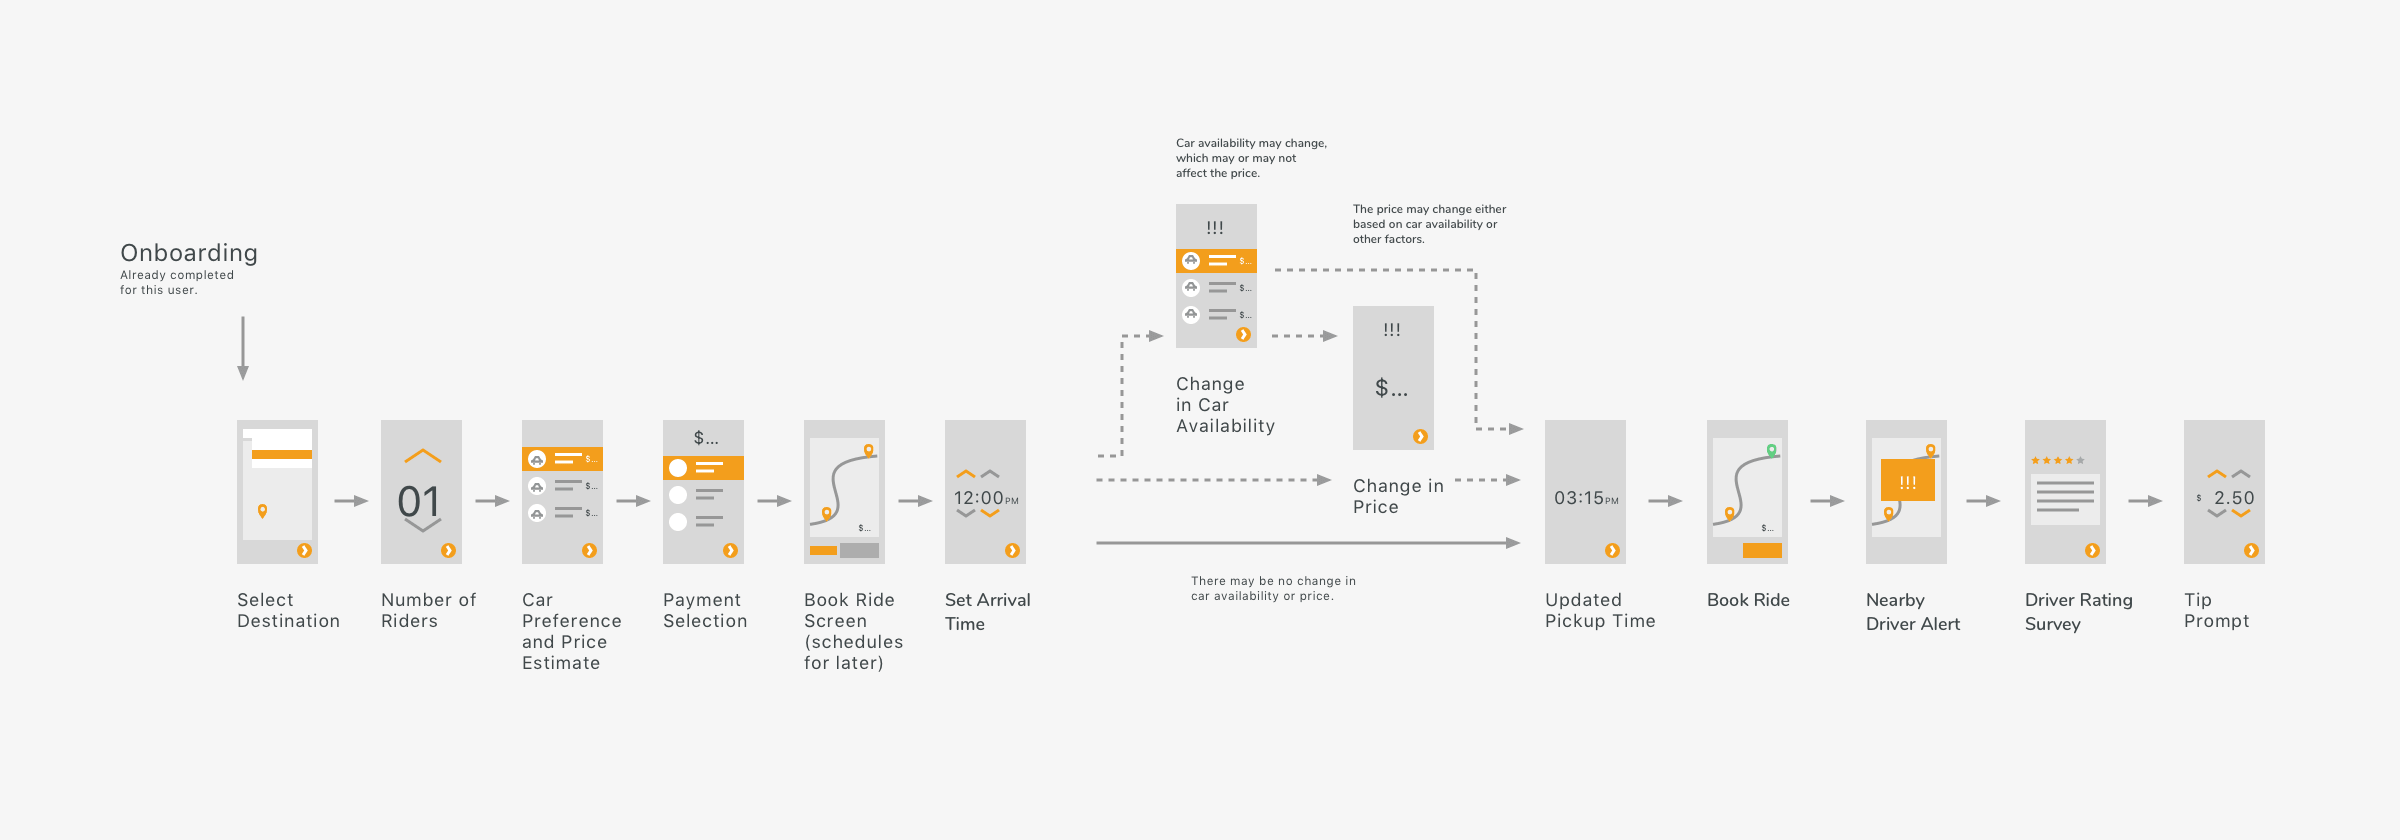 Onboarding
Already completed
for this user.
Select
Destination
01
Number of
Riders
$...
$...
$...
Car
Preference
and Price
Estimate
$...
Payment
Selection
$...
Book Ride
Screen
(schedules
for later)
12:00PM
Set Arrival
Time
Car availability may change,
which may or may not
affect the price.
!!!
$...
$...
$...
Change
in Car
Availability
The price may change either
based on car availability or
other factors.
!!!
$...
Change in
Price
There may be no change in
car availability or price.
03:15PM
Updated
Pickup Time
$...
Book Ride
!!!
Nearby
Driver Alert
Driver Rating
Survey
$ 2.50
Tip
Prompt